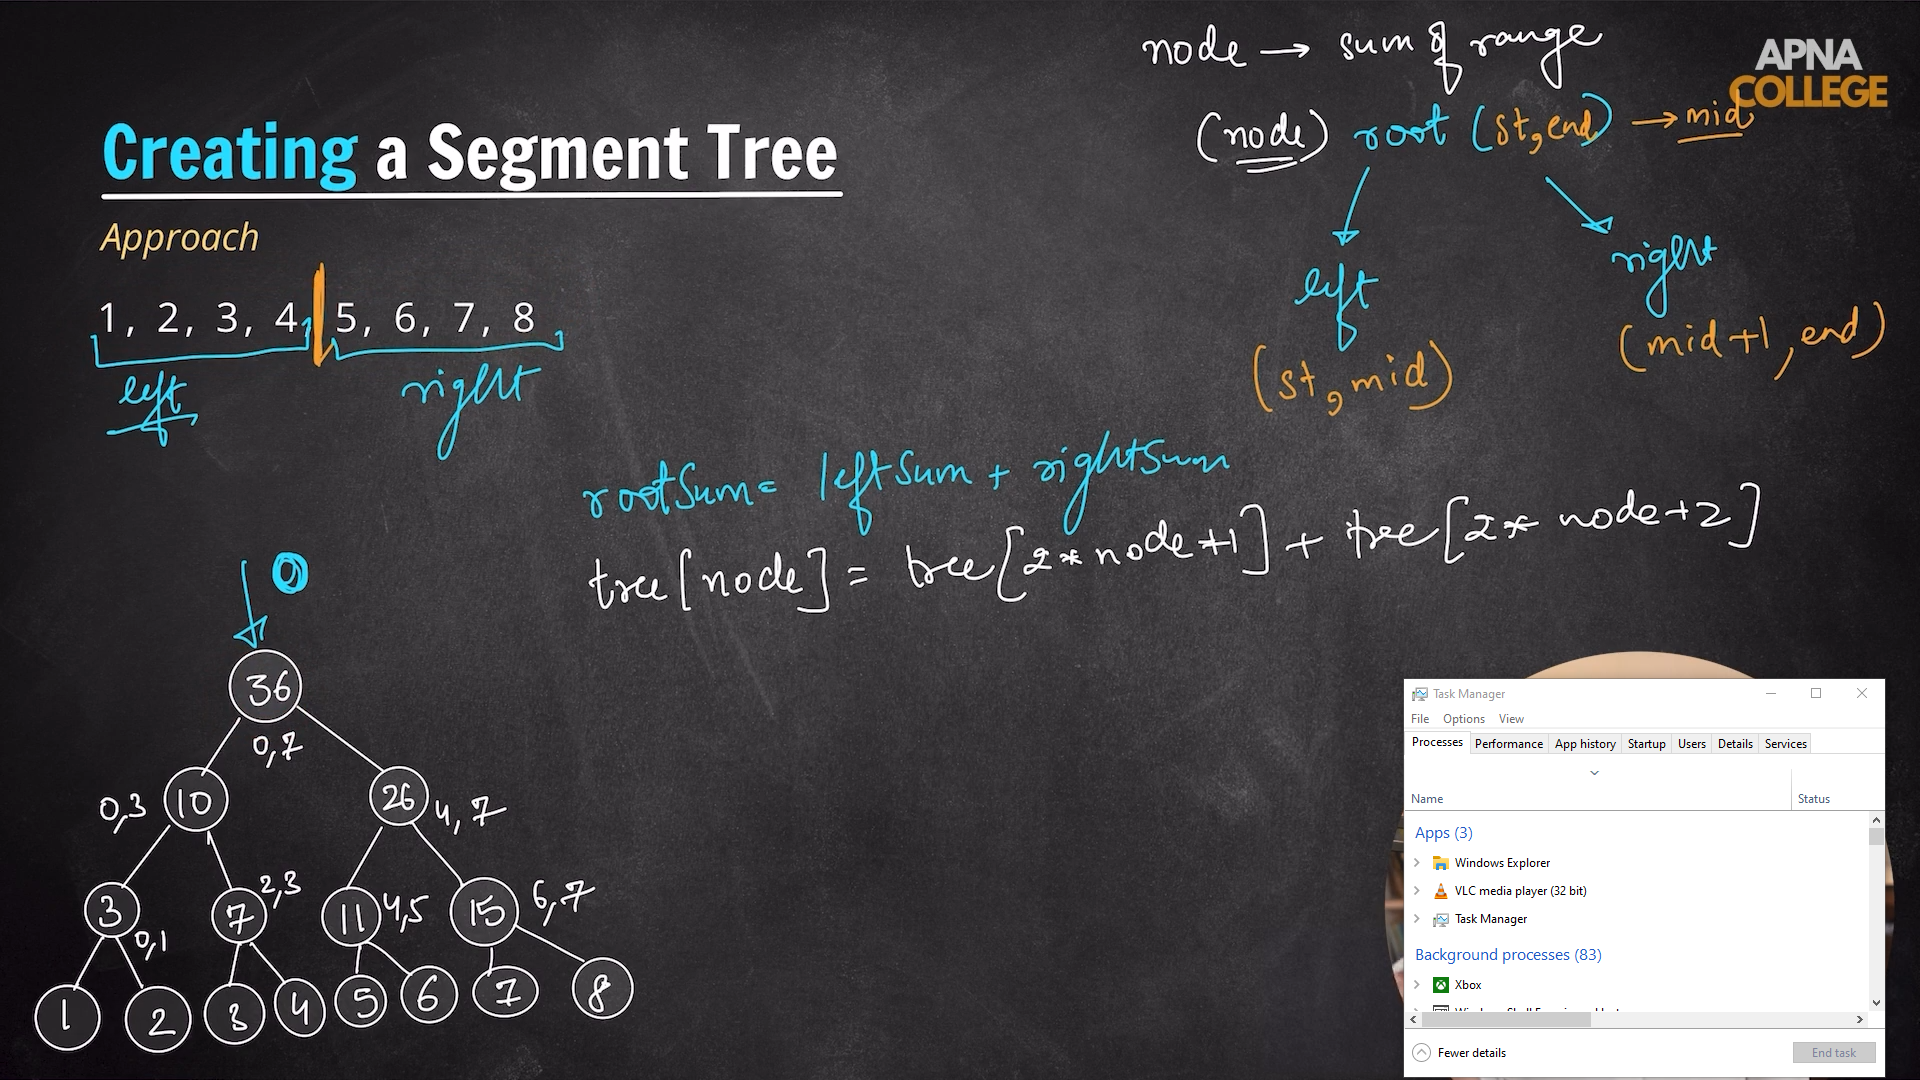 node → sum of range
APNA
COLLEGE
(node) root (st,end) → mid
Creating a Segment Tree
Approach
left
right
(st, mid)
(mid+1, end)
1, 2, 3, 4, 5, 6, 7, 8
left
right
rootSum = leftSum + rightSum
tree[node] = tree[2*node+1] + tree[2*node+2]
0
36
0,7
0,3
10
26
4,7
3
0,1
7
2,3
11
4,5
15
6,7
1
2
3
4
5
6
7
8
Task Manager
File Options View
Processes Performance App history Startup Users Details Services
Name Status
Apps (3)
Windows Explorer
VLC media player (32 bit)
Task Manager
Background processes (83)
Xbox
Fewer details
End task